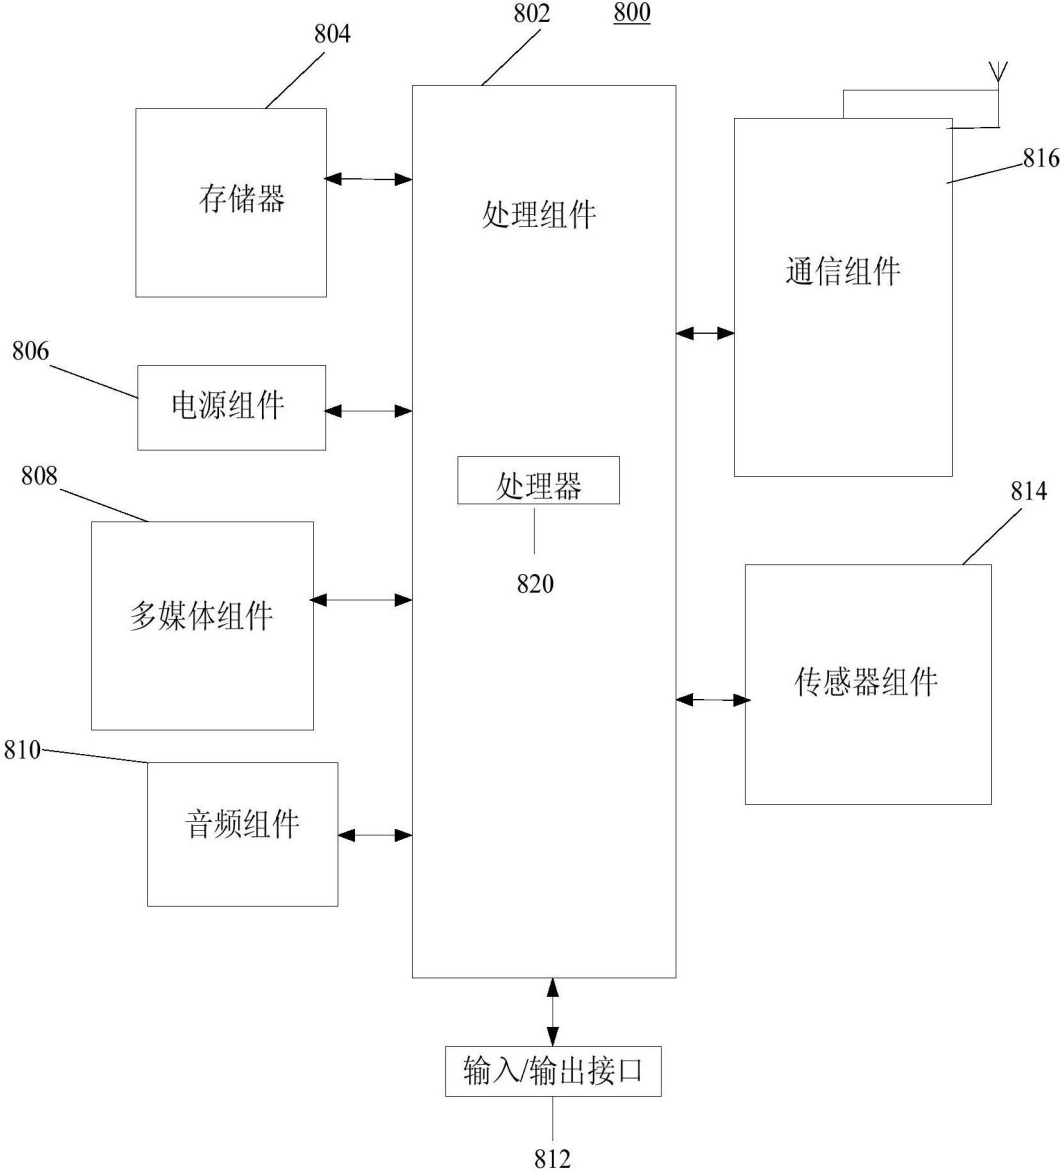 802
800
804
816
存储器
处理组件
通信组件
806
电源组件
808
处理器
814
820
多媒体组件
传感器组件
810
音频组件
输入/输出接口
812